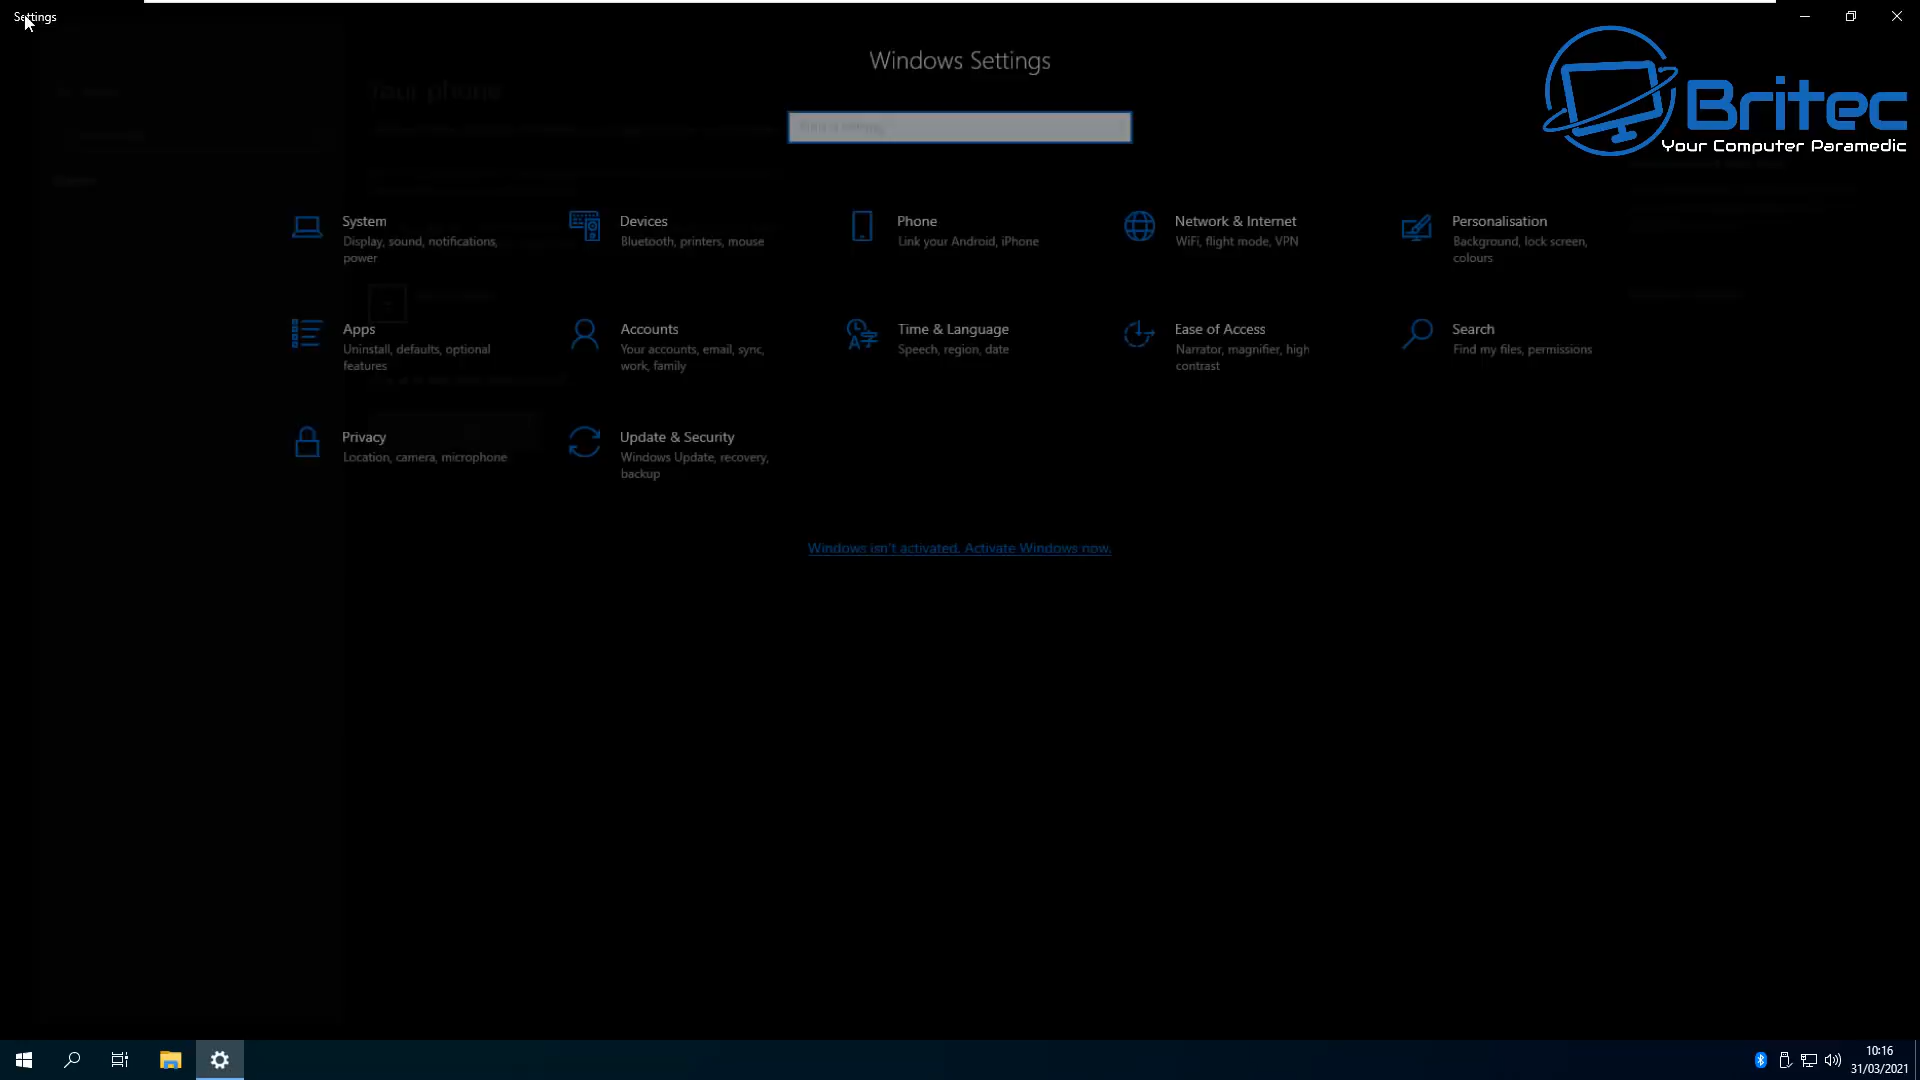 Settings
Windows Settings
Your phone
Britec
Your Computer Paramedic
System
Display, sound, notifications,
power
Devices
Bluetooth, printers, mouse
Phone
Link your Android, iPhone
Network & Internet
WiFi, flight mode, VPN
Personalisation
Background, lock screen,
colours
Apps
Uninstall, defaults, optional
features
Accounts
Your accounts, email, sync,
work, family
Time & Language
Speech, region, date
Ease of Access
Narrator, magnifier, high
contrast
Search
Find my files, permissions
Privacy
Location, camera, microphone
Update & Security
Windows Update, recovery,
backup
Windows isn't activated. Activate Windows now.
10:16
31/03/2021